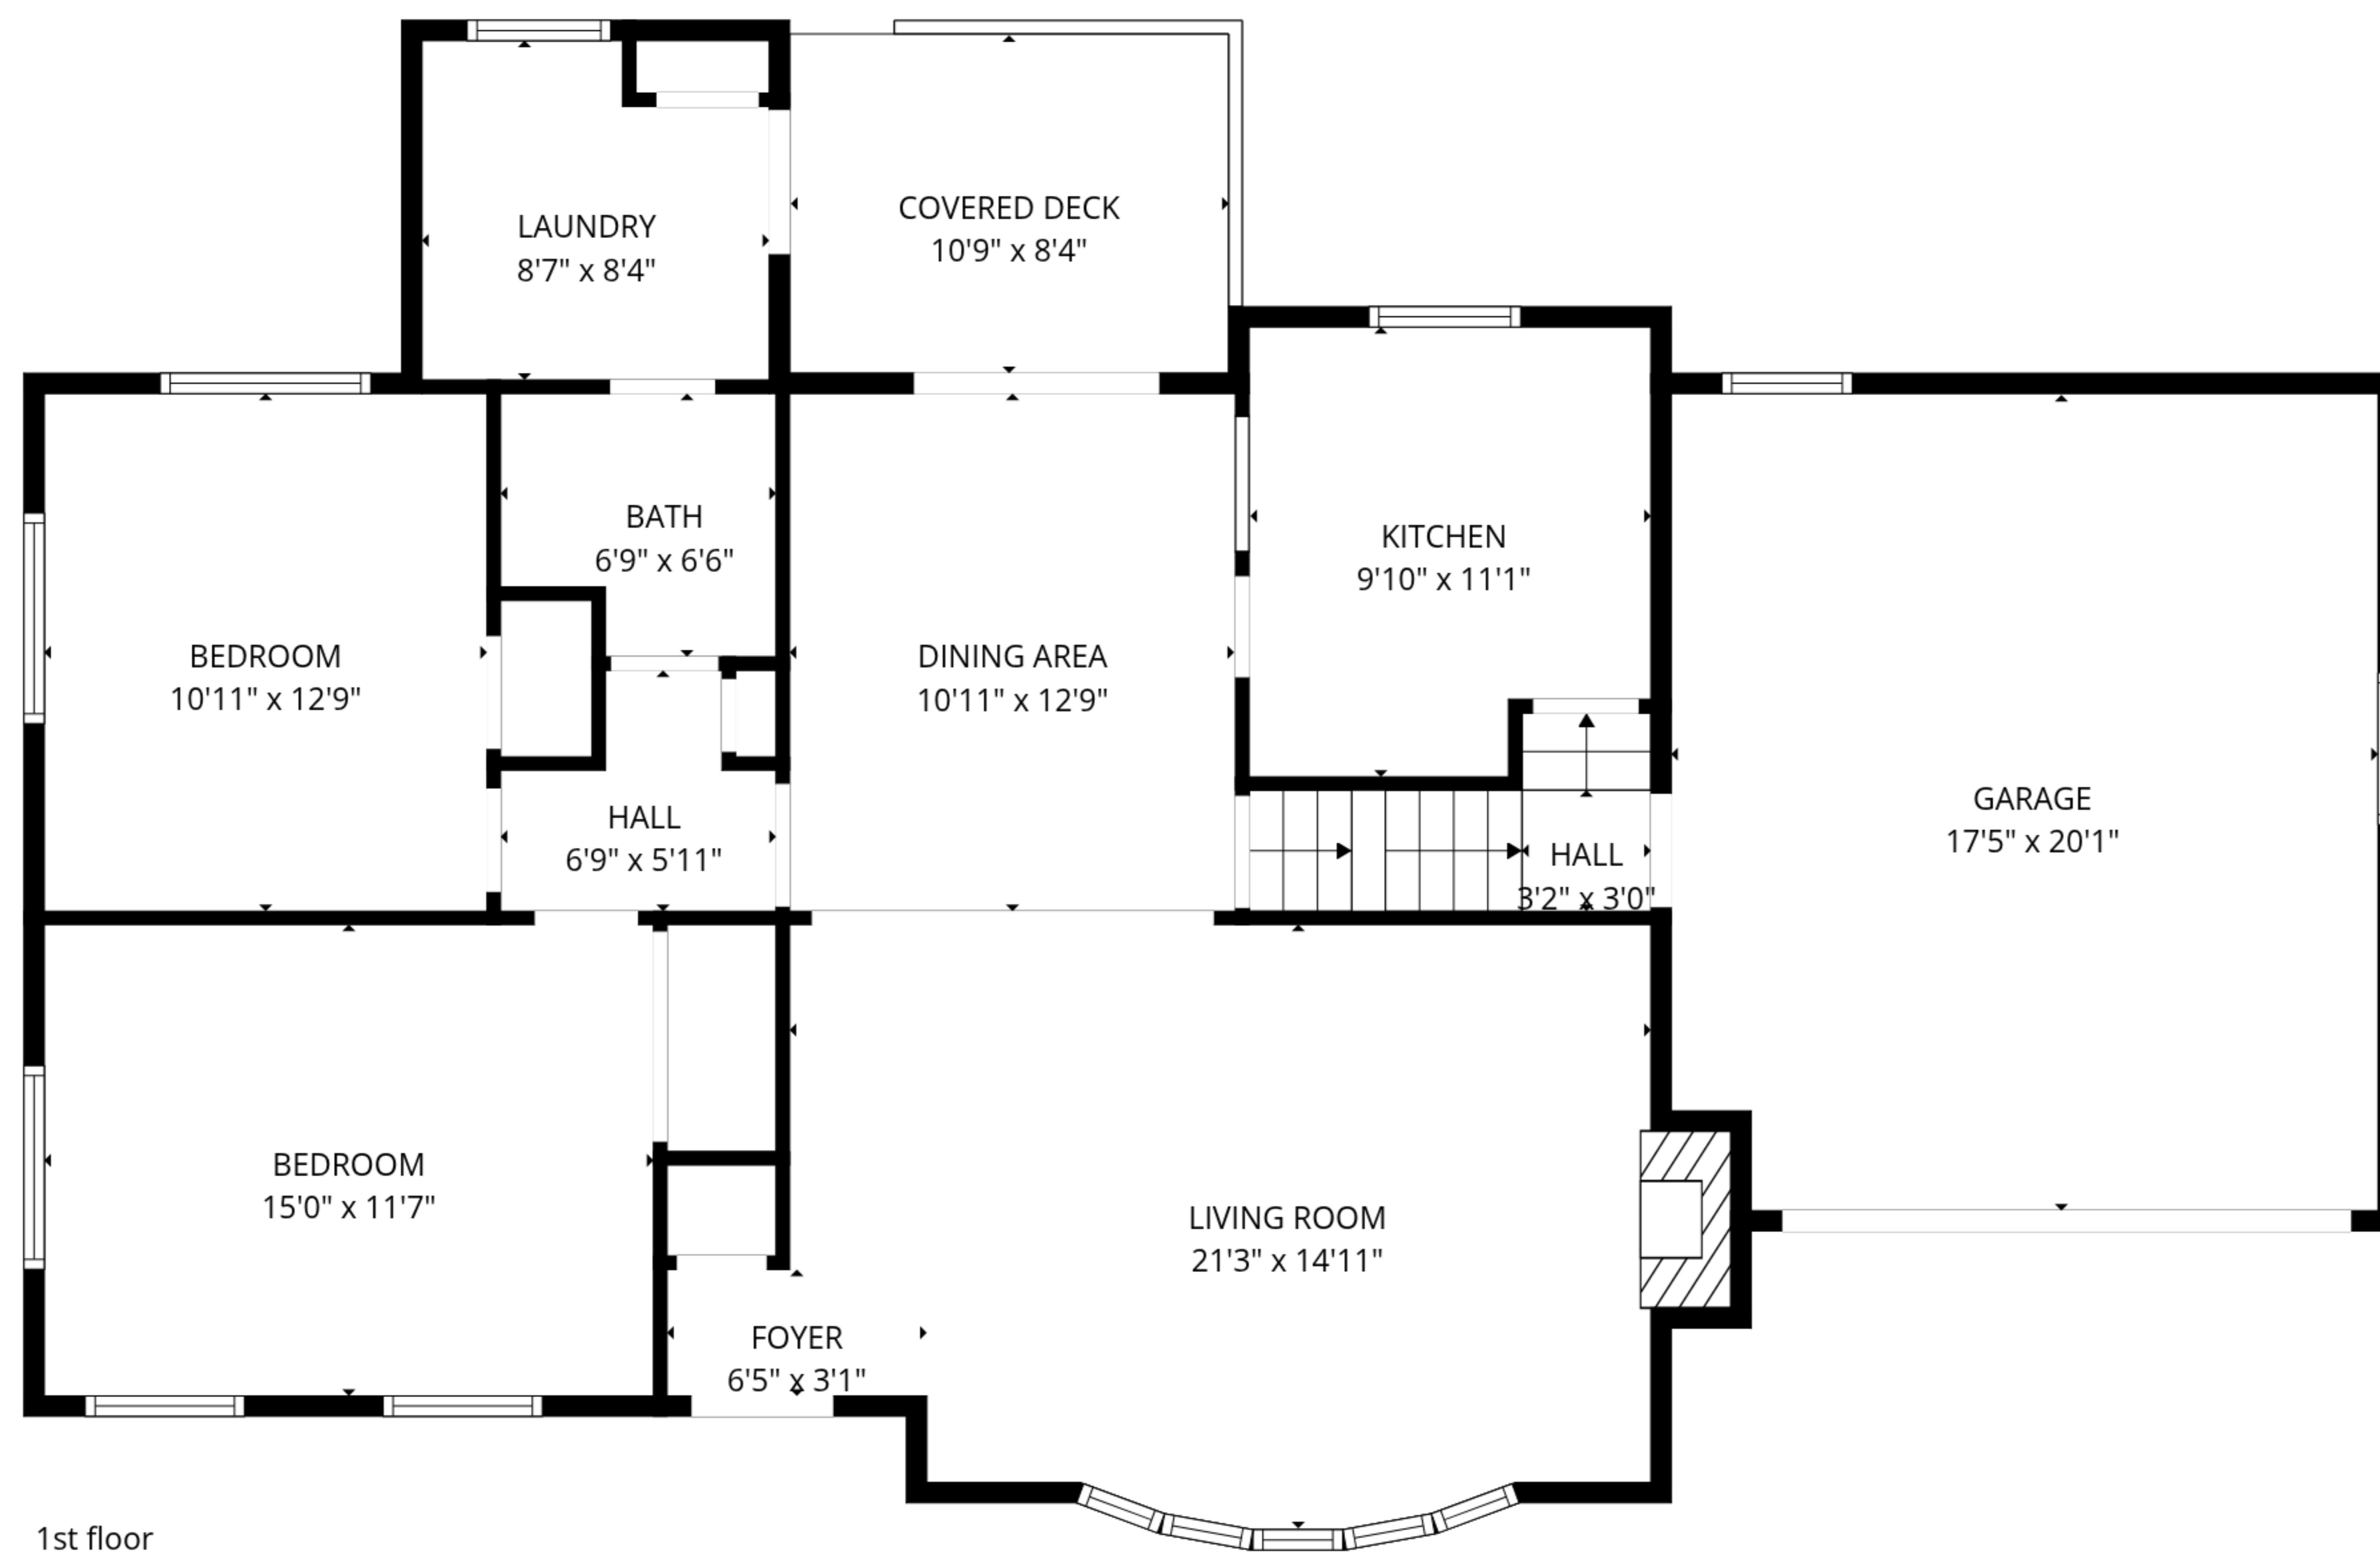 LAUNDRY
8'7" x 8'4"
COVERED DECK
10'9" x 8'4"
BATH
6'9" x 6'6"
KITCHEN
9'10" x 11'1"
BEDROOM
10'11" x 12'9"
DINING AREA
10'11" x 12'9"
GARAGE
17'5" x 20'1"
HALL
6'9" x 5'11"
HALL
3'2" x 3'0"
BEDROOM
15'0" x 11'7"
LIVING ROOM
21'3" x 14'11"
FOYER
6'5" x 3'1"
1st floor